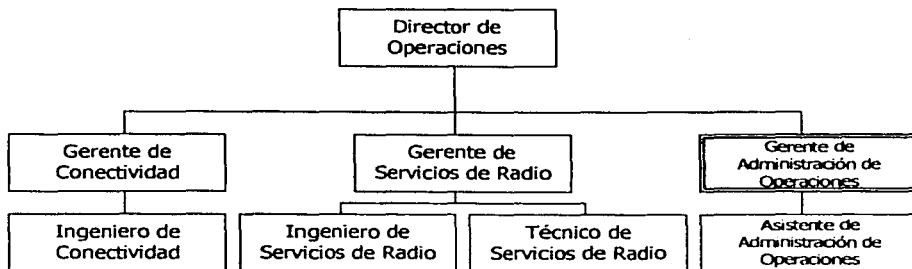 Director de
Operaciones
Gerente de
Conectividad
Gerente de
Servicios de Radio
Gerente de
Administración de
Operaciones
Ingeniero de
Conectividad
Ingeniero de
Servicios de Radio
Técnico de
Servicios de Radio
Asistente de
Administración de
Operaciones